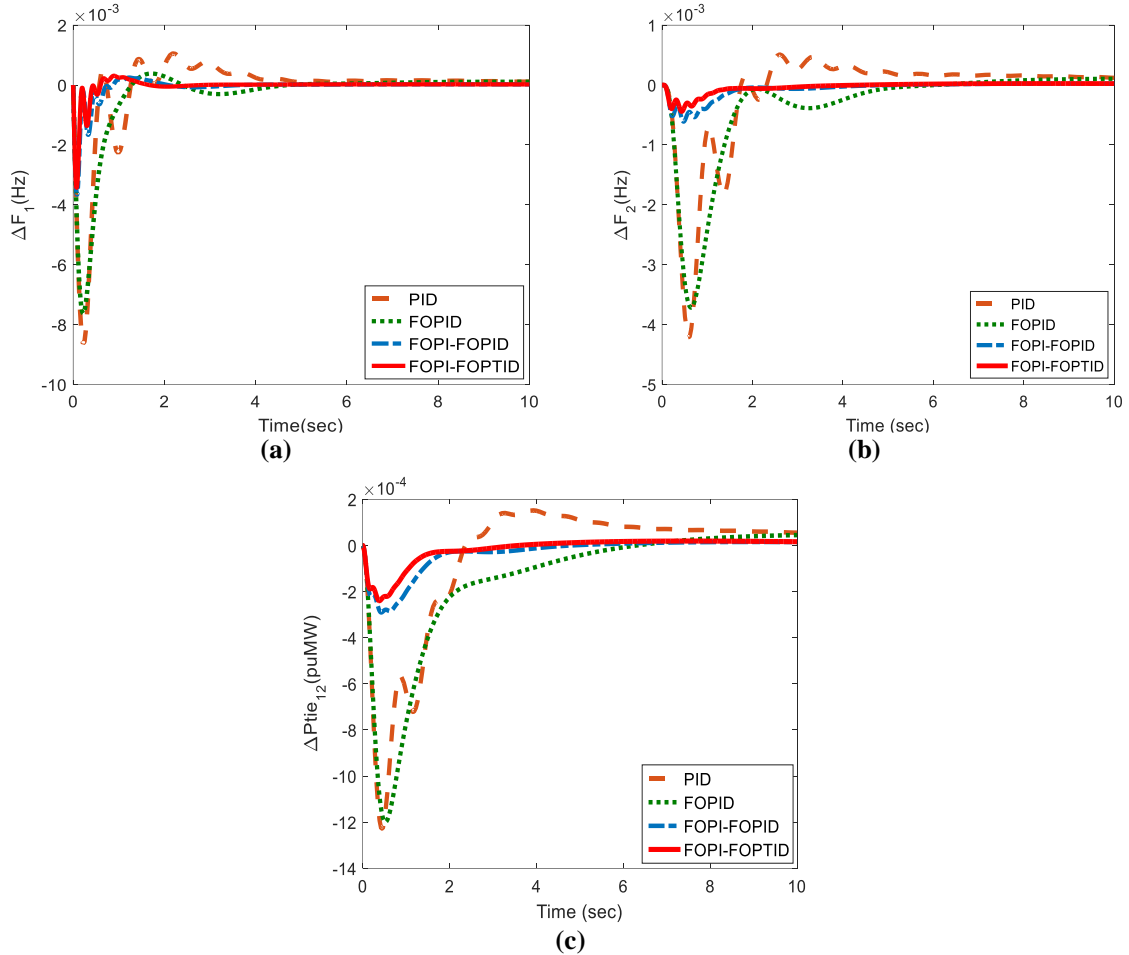 ×10⁻³
2
0
-2
-4
-6
-8
-10
ΔF₁(Hz)
0 2 4 6 8 10
Time(sec)
PID
FOPID
FOPI-FOPID
FOPI-FOPTID
(a)
×10⁻³
1
0
-1
-2
-3
-4
-5
ΔF₂(Hz)
0 2 4 6 8 10
Time (sec)
PID
FOPID
FOPI-FOPID
FOPI-FOPTID
(b)
×10⁻⁴
2
0
-2
-4
-6
-8
-10
-12
-14
ΔPtie₁₂(puMW)
0 2 4 6 8 10
Time (sec)
PID
FOPID
FOPI-FOPID
FOPI-FOPTID
(c)